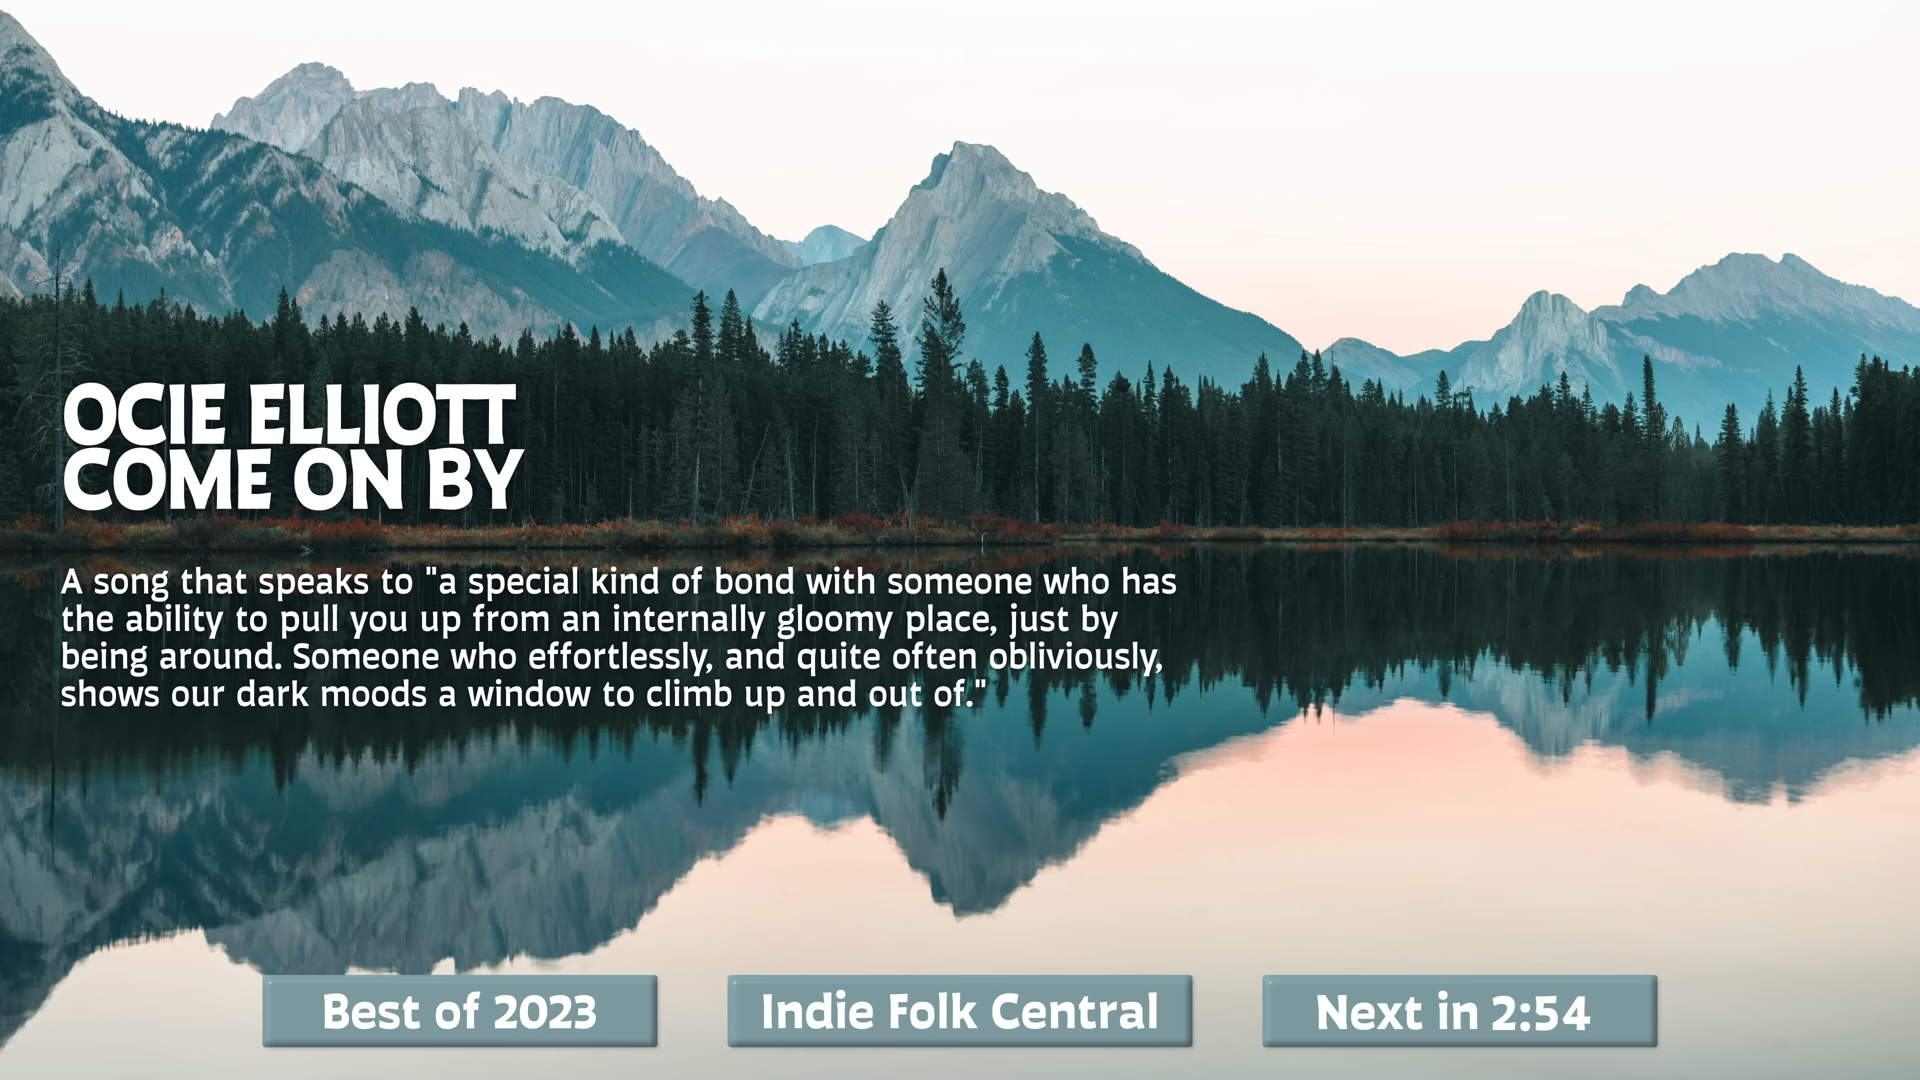 OCIE ELLIOTT
COME ON BY
A song that speaks to "a special kind of bond with someone who has
the ability to pull you up from an internally gloomy place, just by
being around. Someone who effortlessly, and quite often obliviously,
shows our dark moods a window to climb up and out of."
Best of 2023
Indie Folk Central
Next in 2:54